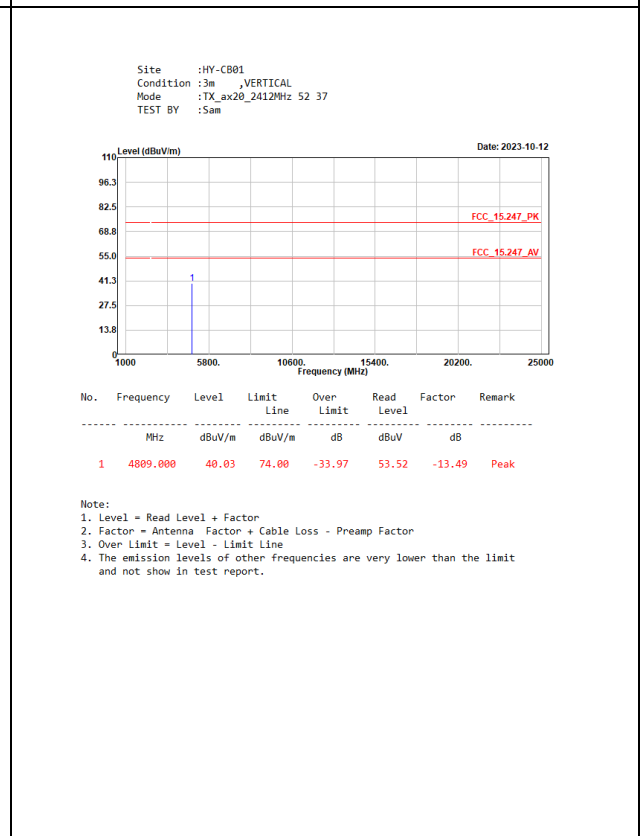 Site :HY-CB01
Condition :3m ,VERTICAL
Mode :TX_ax20_2412MHz 52 37
TEST BY :Sam
Level (dBuV/m)
Date: 2023-10-12
110
96.3
82.5
FCC_15.247_PK
68.8
55.0
FCC_15.247_AV
41.3
1
27.5
13.8
0
1000 5800. 10600. 15400. 20200. 25000
Frequency (MHz)
No. Frequency Level Limit Over Read Factor Remark
Line Limit Level
------ ----------- -------- --------- --------- --------- -------- ---------
MHz dBuV/m dBuV/m dB dBuV dB
1 4809.000 40.03 74.00 -33.97 53.52 -13.49 Peak
Note:
1. Level = Read Level + Factor
2. Factor = Antenna Factor + Cable Loss - Preamp Factor
3. Over Limit = Level - Limit Line
4. The emission levels of other frequencies are very lower than the limit
and not show in test report.